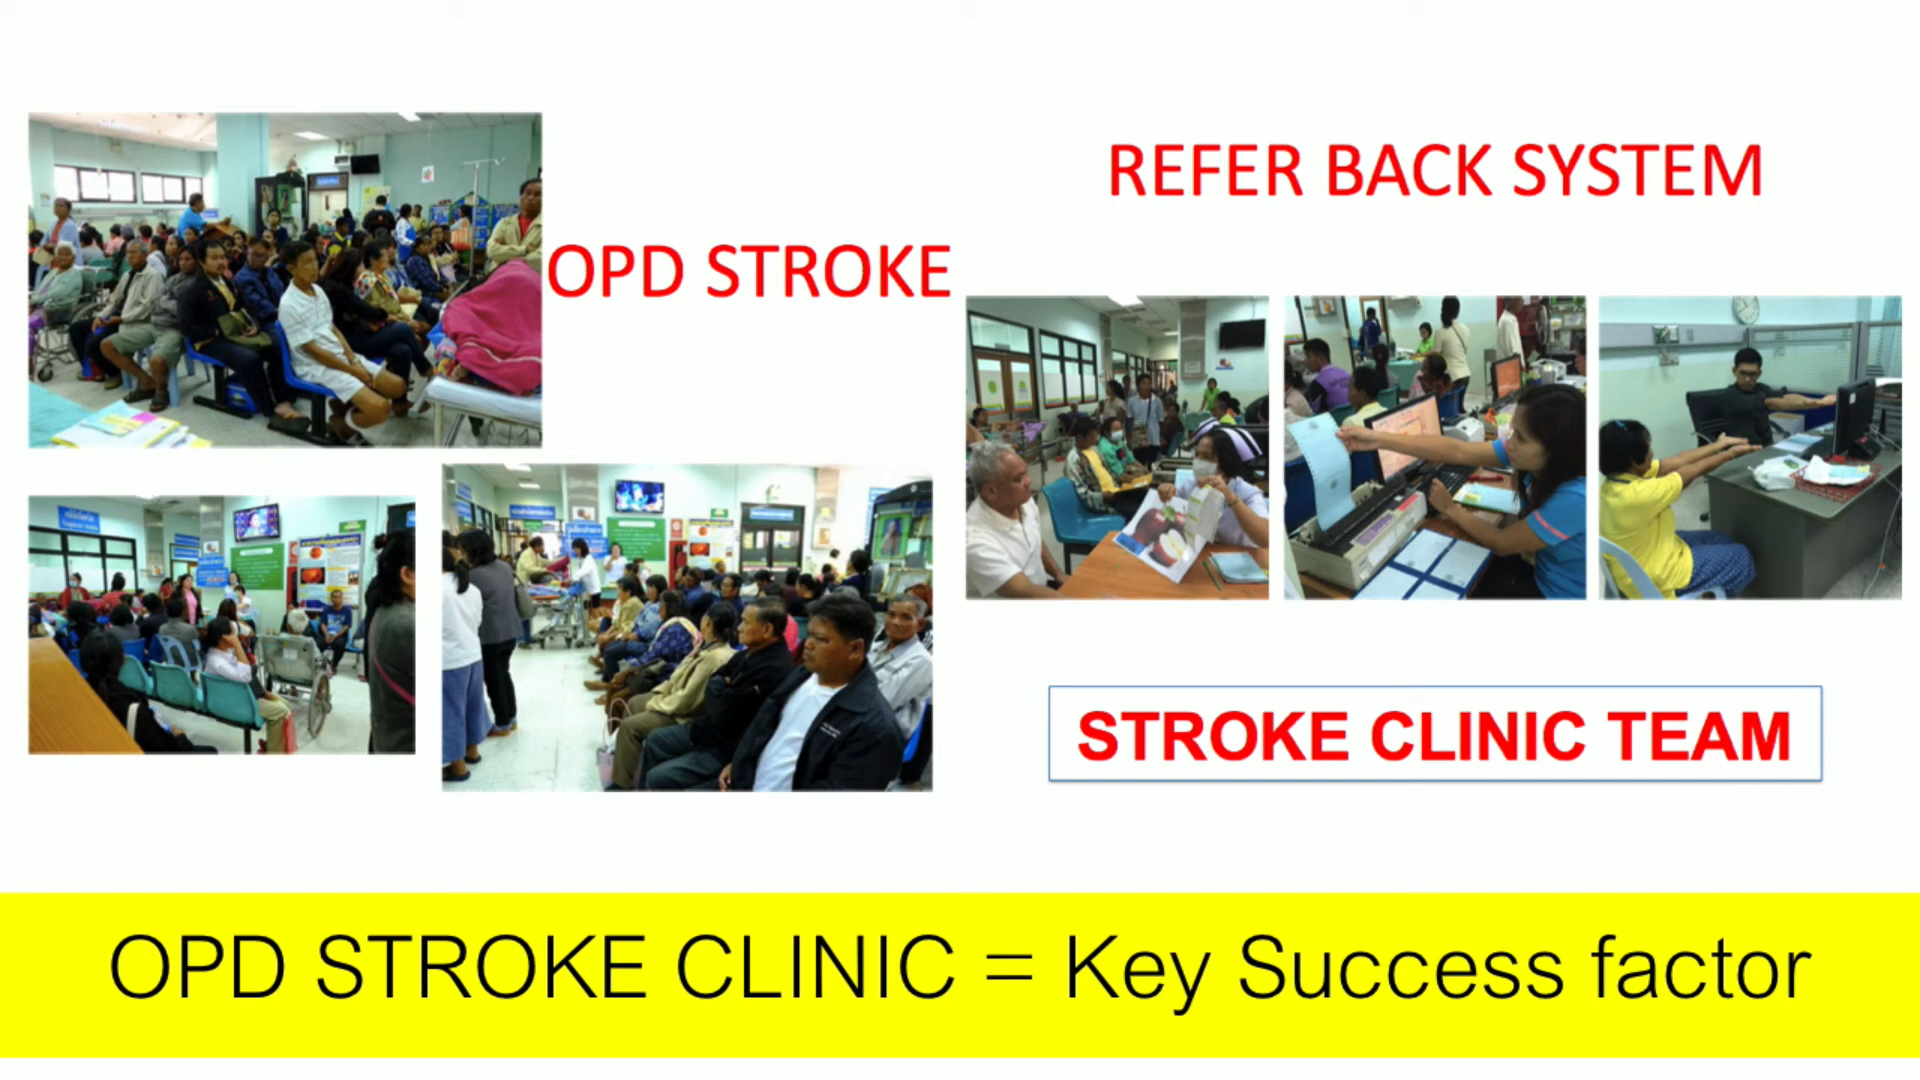 REFER BACK SYSTEM
OPD STROKE
STROKE CLINIC TEAM
OPD STROKE CLINIC = Key Success factor